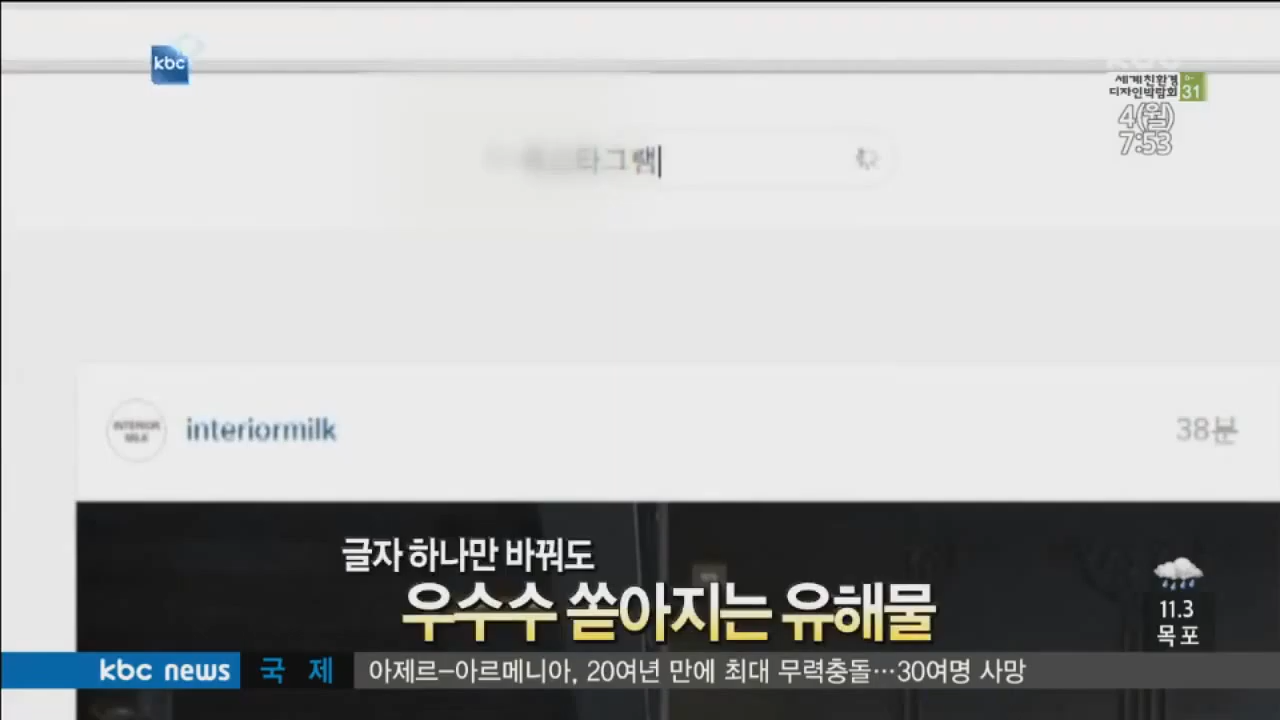 kbc
세계친환경
디자인박람회
D-
31
4(월)
7:53
타그램
INTERIOR
MILK
interiormilk
38분
글자 하나만 바꿔도
우수수 쏟아지는 유해물
11.3
목포
kbc news
국 제
아제르-아르메니아, 20여년 만에 최대 무력충돌…30여명 사망